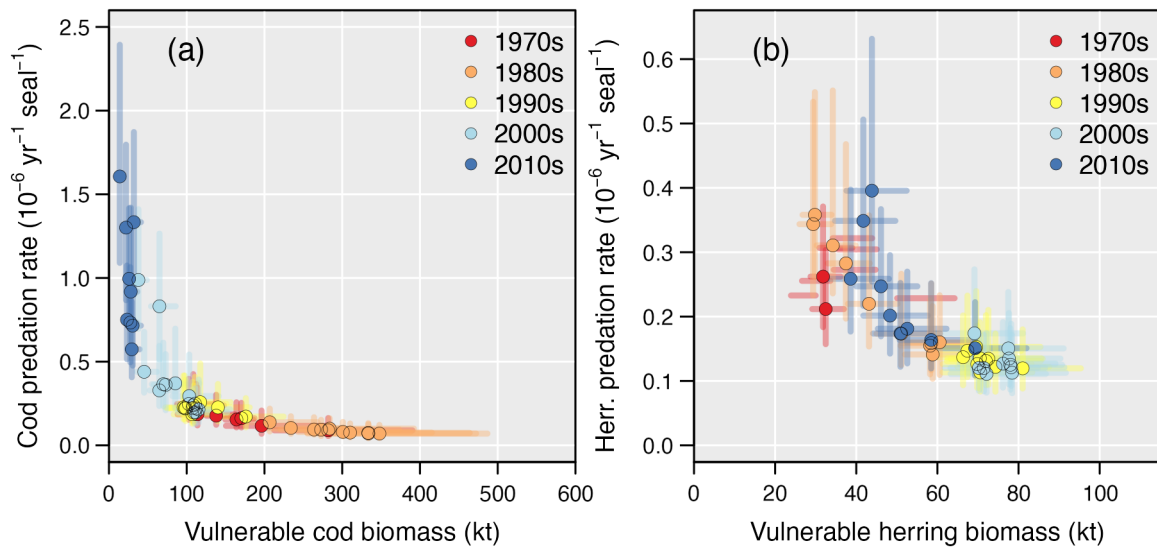 (a)
1970s
1980s
1990s
2000s
2010s
Cod predation rate (10⁻⁶ yr⁻¹ seal⁻¹)
2.5
2.0
1.5
1.0
0.5
0.0
0 100 200 300 400 500 600
Vulnerable cod biomass (kt)
(b)
1970s
1980s
1990s
2000s
2010s
Herr. predation rate (10⁻⁶ yr⁻¹ seal⁻¹)
0.6
0.5
0.4
0.3
0.2
0.1
0.0
0 20 40 60 80 100
Vulnerable herring biomass (kt)